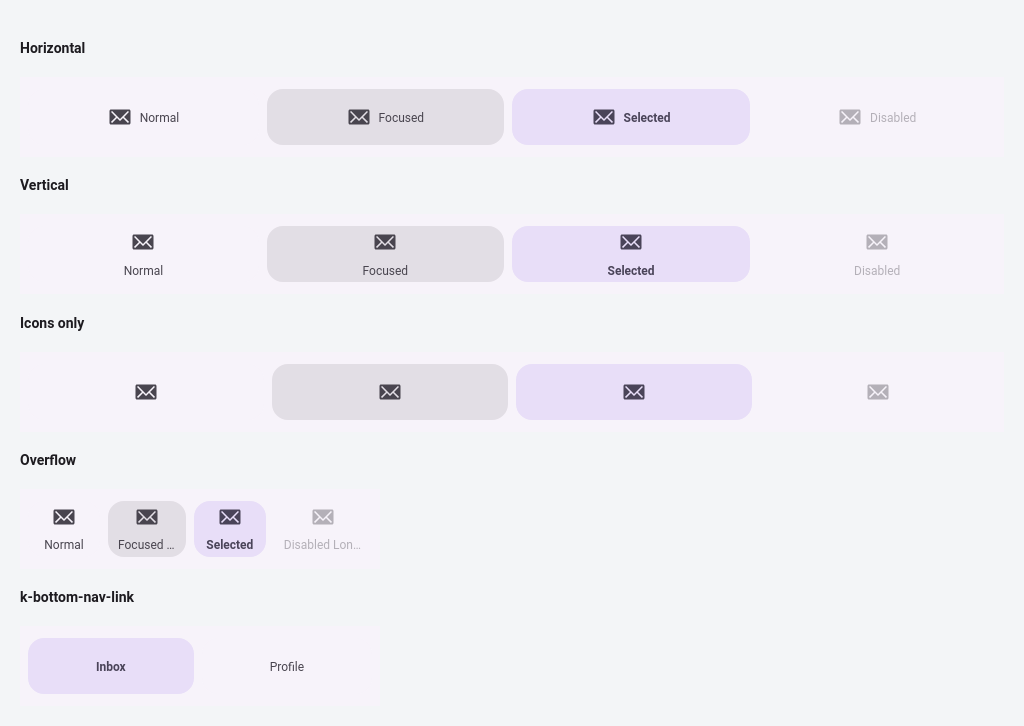 Horizontal
Normal Focused Selected Disabled
Vertical
Normal Focused Selected Disabled
Icons only
Overflow
Normal Focused ... Selected Disabled Lon...
k-bottom-nav-link
Inbox Profile